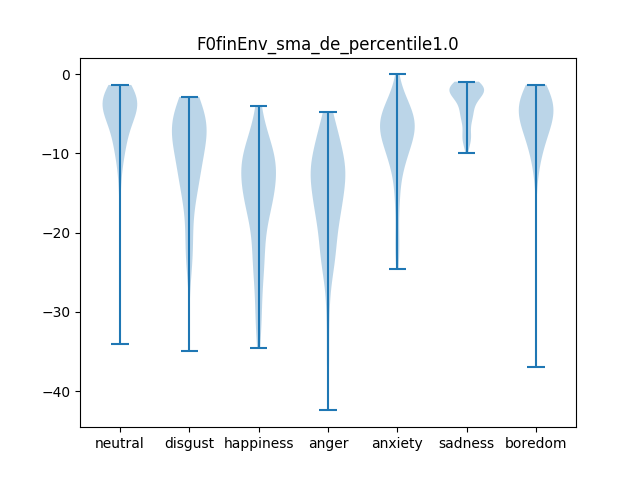 F0finEnv_sma_de_percentile1.0
0
−10
−20
−30
−40
neutral disgust happiness anger anxiety sadness boredom